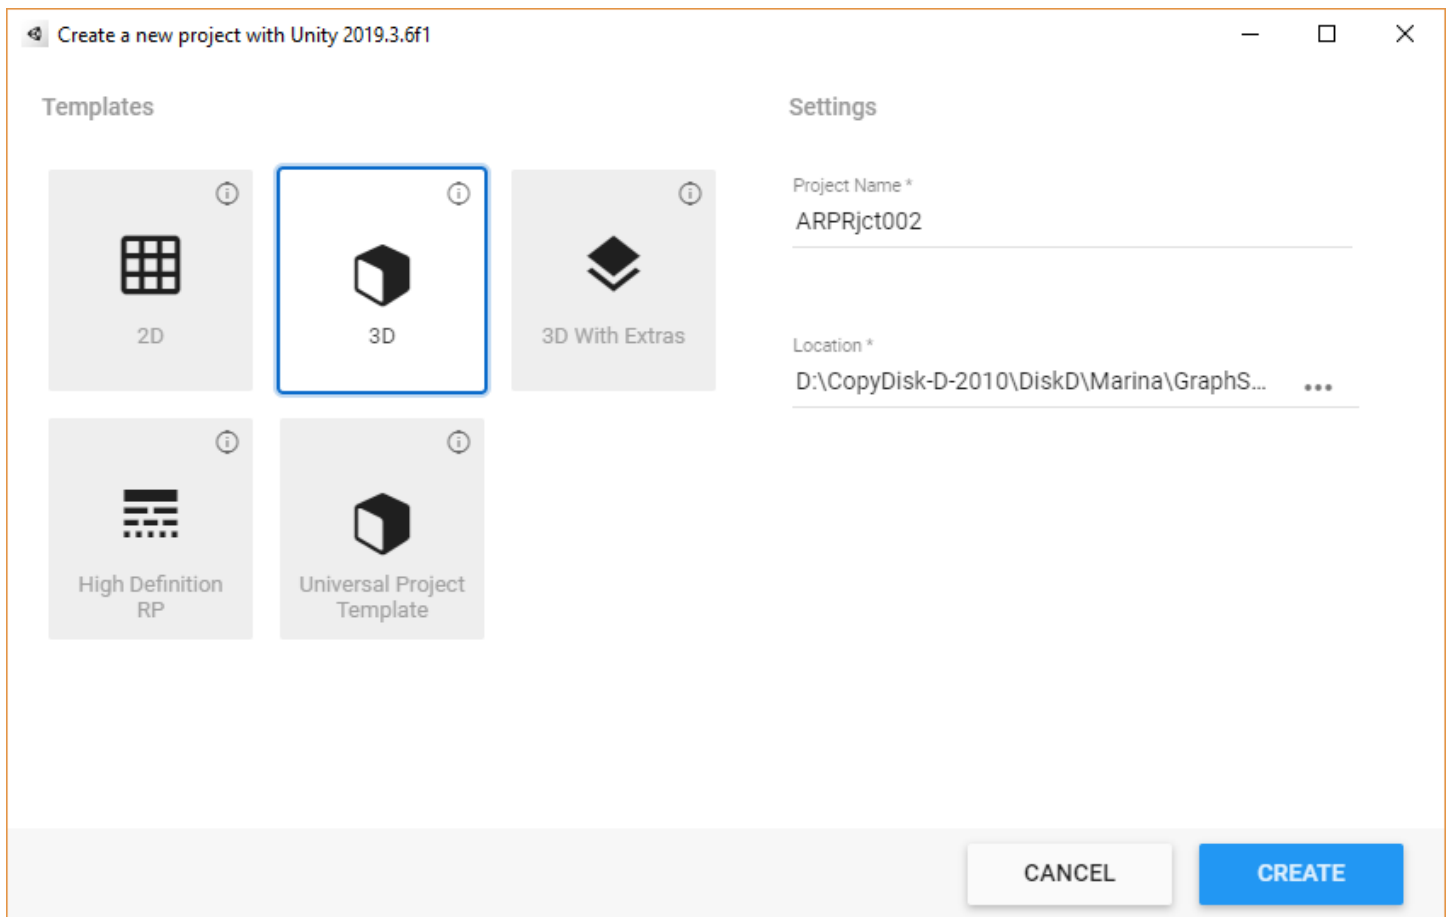 Create a new project with Unity 2019.3.6f1
Templates
Settings
2D
3D
3D With Extras
High Definition
RP
Universal Project
Template
Project Name *
ARPRjct002
Location *
D:\CopyDisk-D-2010\DiskD\Marina\GraphS...
CANCEL
CREATE